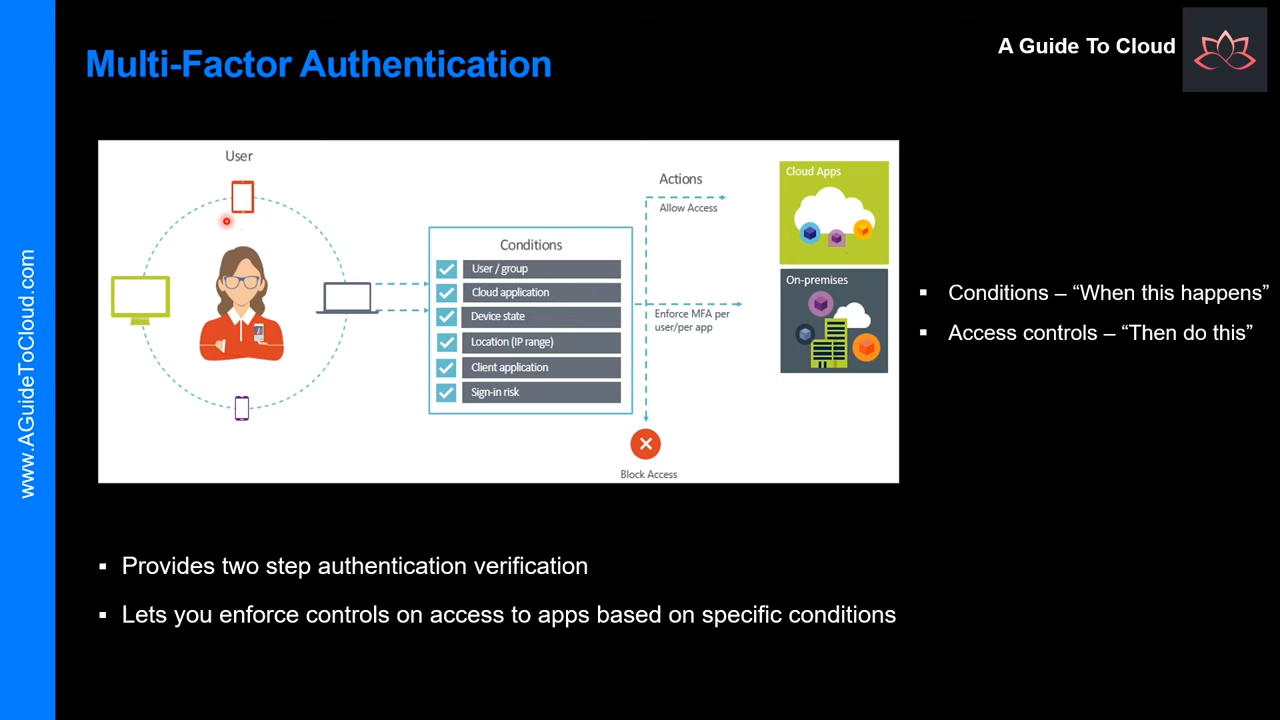 Multi-Factor Authentication
A Guide To Cloud
www.AGuideToCloud.com
User
Conditions
User / group
Cloud application
Device state
Location (IP range)
Client application
Sign-in risk
Actions
Allow Access
Enforce MFA per
user/per app
Block Access
Cloud Apps
On-premises
▪ Conditions – “When this happens”
▪ Access controls – “Then do this”
▪ Provides two step authentication verification
▪ Lets you enforce controls on access to apps based on specific conditions